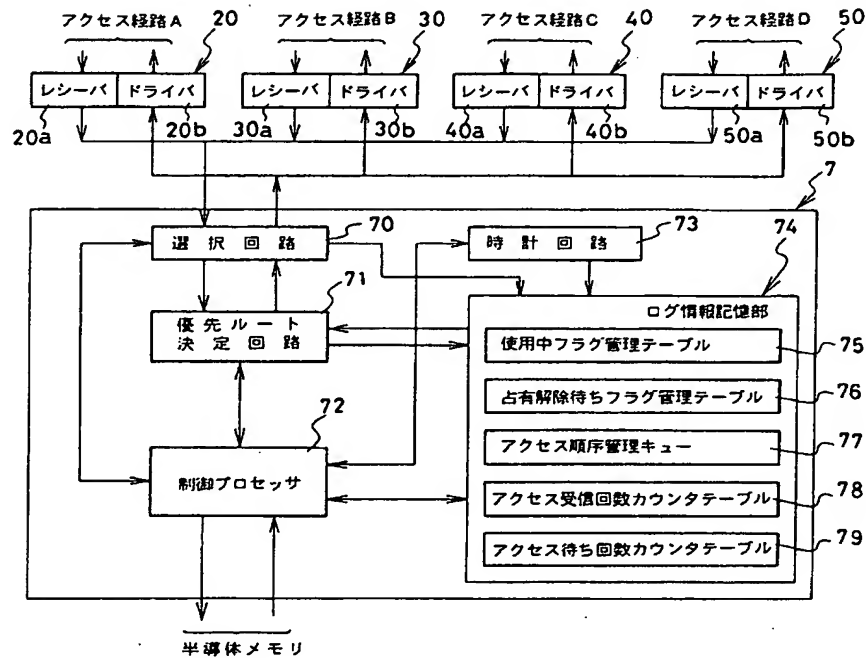 アクセス経路A 20 アクセス経路B 30 アクセス経路C 40 アクセス経路D 50
レシーバ ドライバ レシーバ ドライバ レシーバ ドライバ レシーバ ドライバ
20a 20b 30a 30b 40a 40b 50a 50b
7
選択回路 70 時計回路 73 74
71 ログ情報記憶部
優先ルート
決定回路
使用中フラグ管理テーブル 75
占有解除待ちフラグ管理テーブル 76
72
アクセス順序管理キュー 77
制御プロセッサ
アクセス受信回数カウンタテーブル 78
アクセス待ち回数カウンタテーブル 79
半導体メモリ